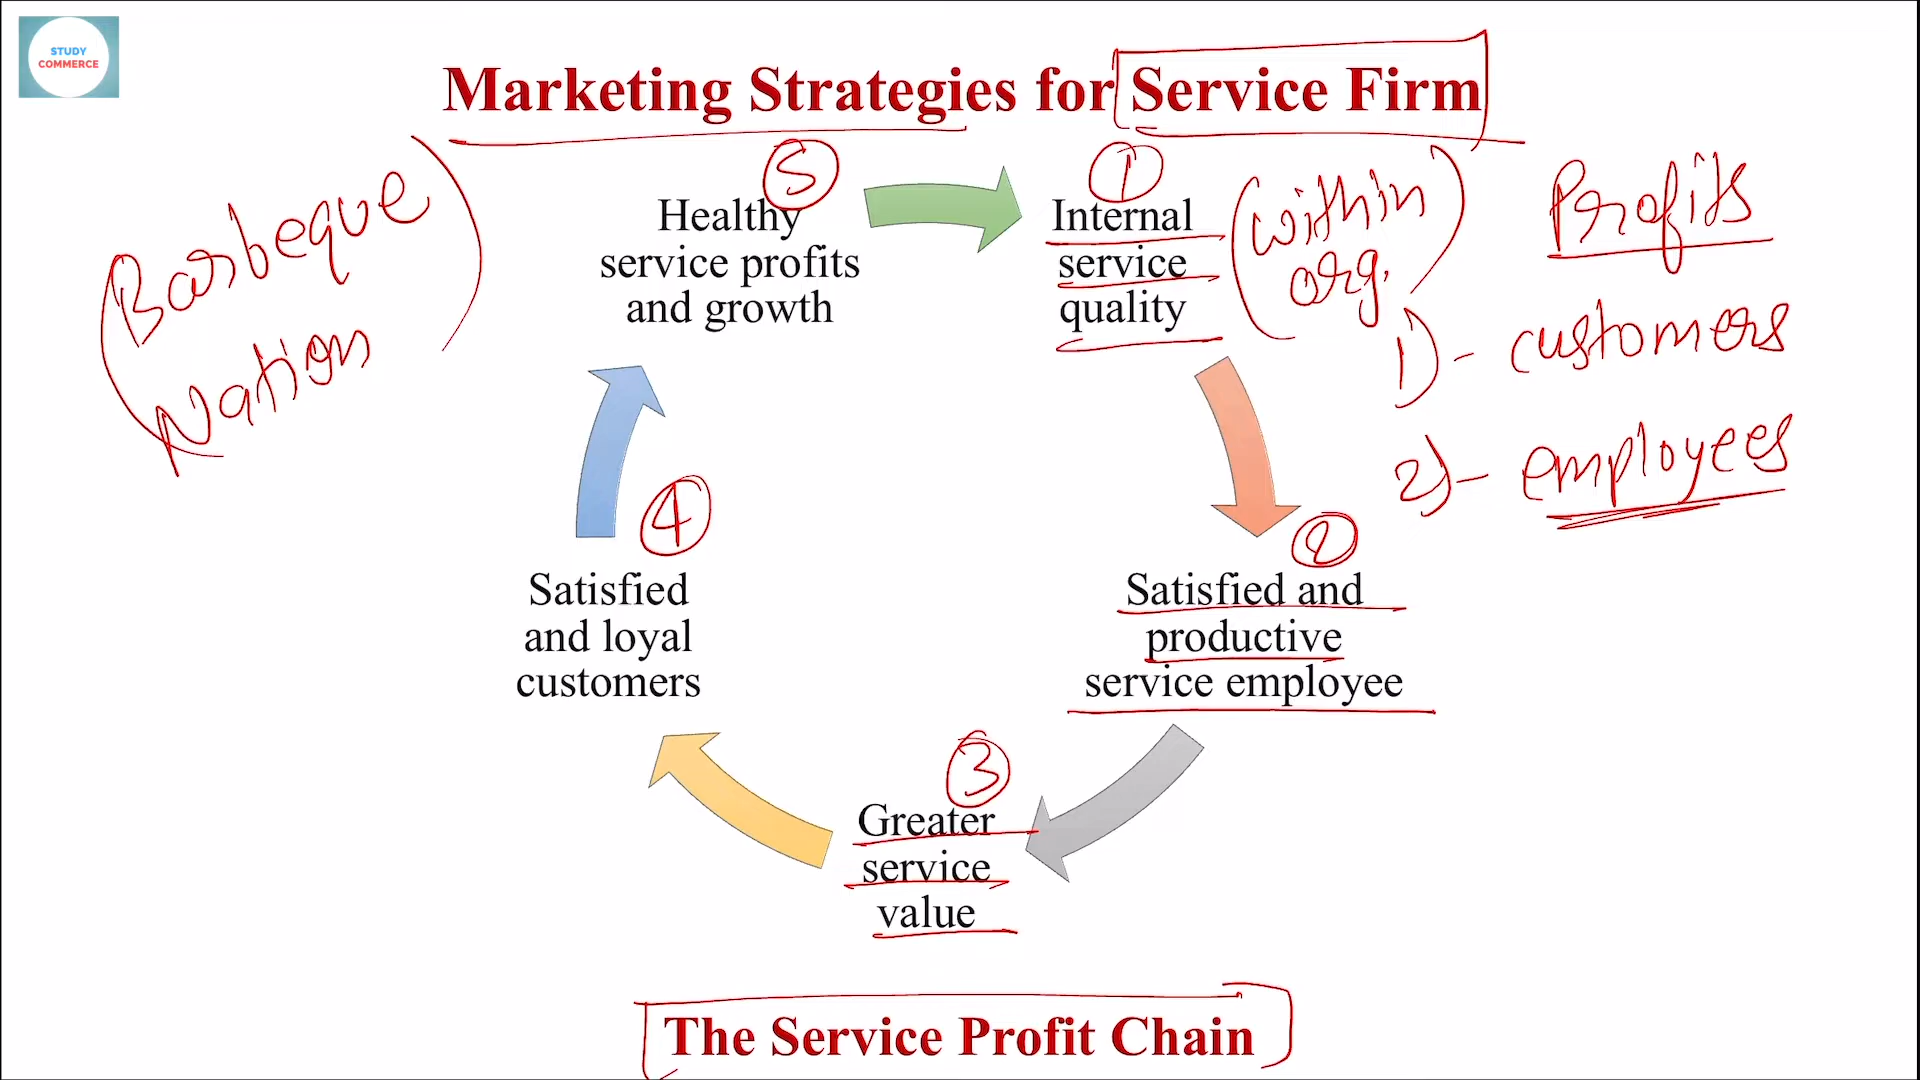 STUDY
COMMERCE
Marketing Strategies for Service Firm
Barbeque
Nation
5
Healthy
service profits
and growth
1
Internal
service
quality
(within
org.)
Profits
1)- customers
2)- employees
2
Satisfied and
productive
service employee
3
Greater
service
value
4
Satisfied
and loyal
customers
The Service Profit Chain